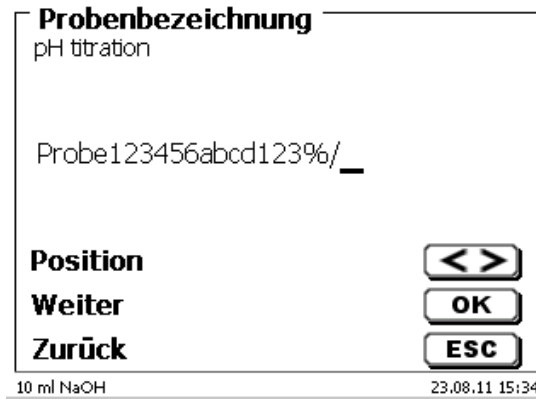 Probenbezeichnung
pH titration
Probe123456abcd123%/_
Position < >
Weiter OK
Zurück ESC
10 ml NaOH 23.08.11 15:34